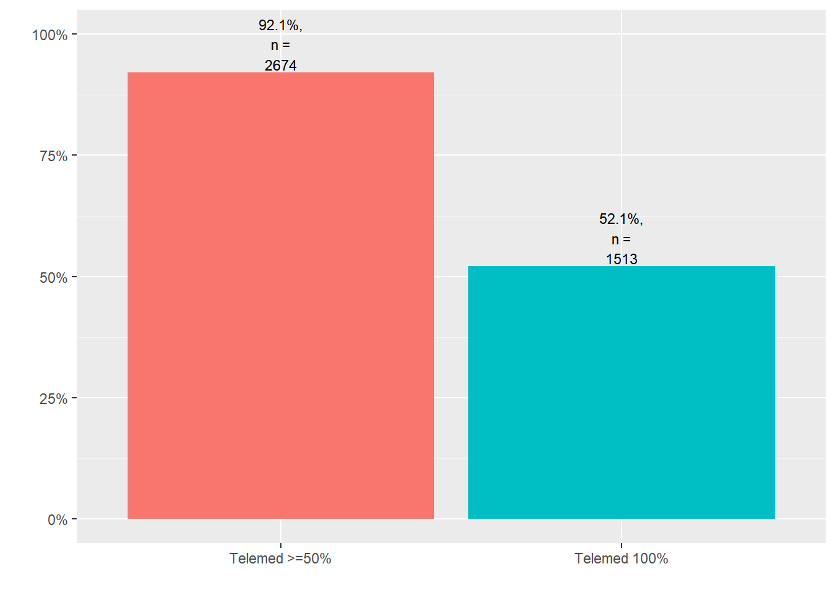 92.1%,
n =
2674
100%
75%
52.1%,
n =
1513
50%
25%
0%
Telemed >=50%
Telemed 100%